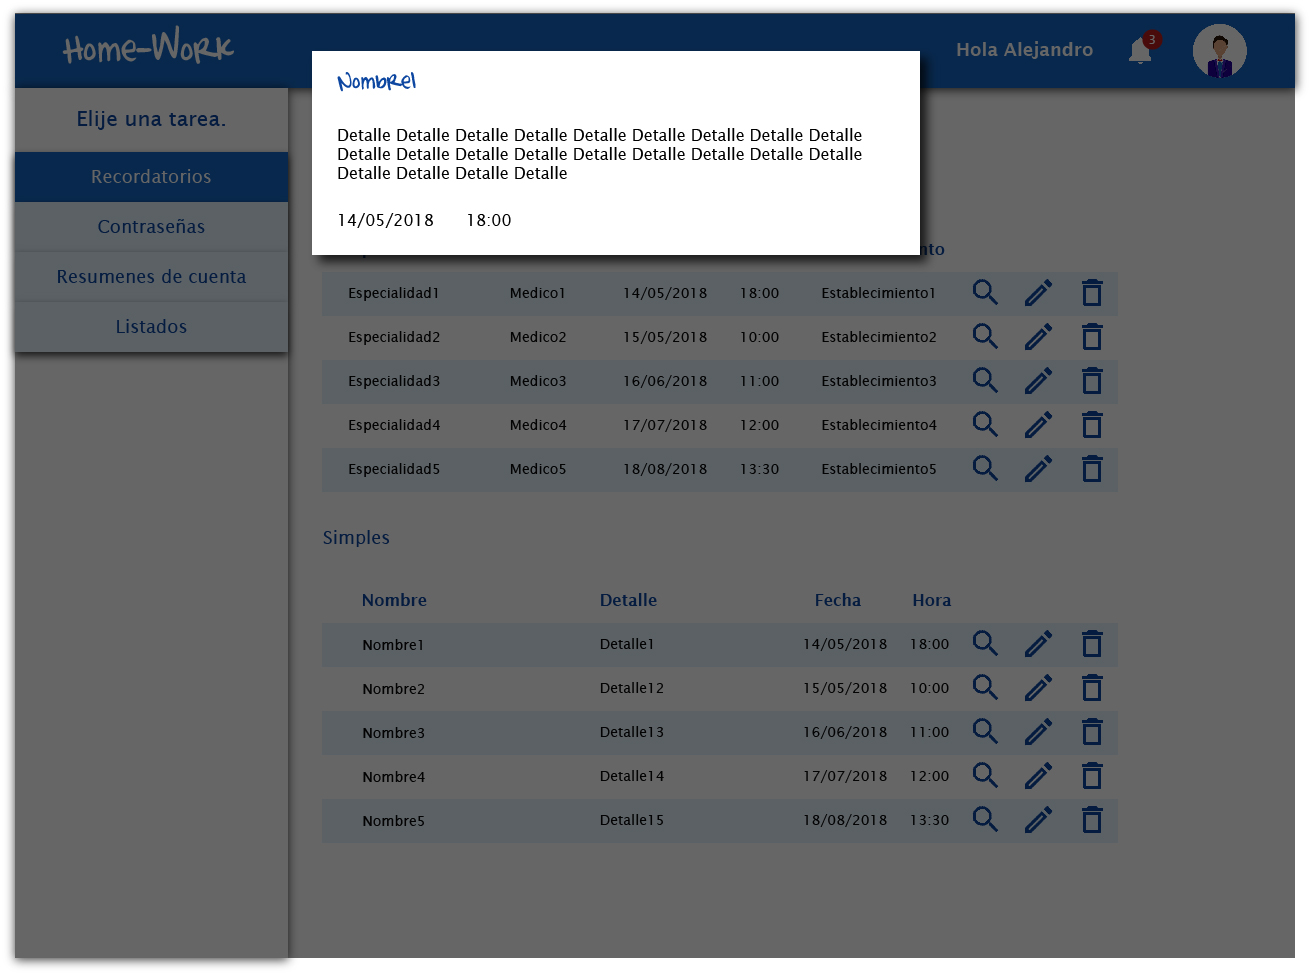 Home-Work
Hola Alejandro
3
Nombre1
Detalle Detalle Detalle Detalle Detalle Detalle Detalle Detalle Detalle
Detalle Detalle Detalle Detalle Detalle Detalle Detalle Detalle Detalle
Detalle Detalle Detalle Detalle
14/05/2018 18:00
Elije una tarea.
Recordatorios
Contraseñas
Resumenes de cuenta
Listados
nto
Especialidad1 Medico1 14/05/2018 18:00 Establecimiento1
Especialidad2 Medico2 15/05/2018 10:00 Establecimiento2
Especialidad3 Medico3 16/06/2018 11:00 Establecimiento3
Especialidad4 Medico4 17/07/2018 12:00 Establecimiento4
Especialidad5 Medico5 18/08/2018 13:30 Establecimiento5
Simples
Nombre Detalle Fecha Hora
Nombre1 Detalle1 14/05/2018 18:00
Nombre2 Detalle12 15/05/2018 10:00
Nombre3 Detalle13 16/06/2018 11:00
Nombre4 Detalle14 17/07/2018 12:00
Nombre5 Detalle15 18/08/2018 13:30